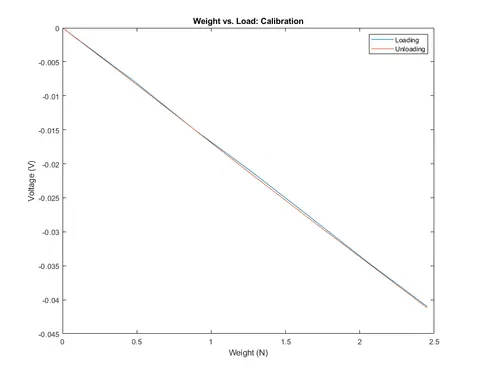 Weight vs. Load: Calibration
Loading
Unloading
0
-0.005
-0.01
-0.015
-0.02
-0.025
-0.03
-0.035
-0.04
-0.045
Voltage (V)
0 0.5 1 1.5 2 2.5
Weight (N)